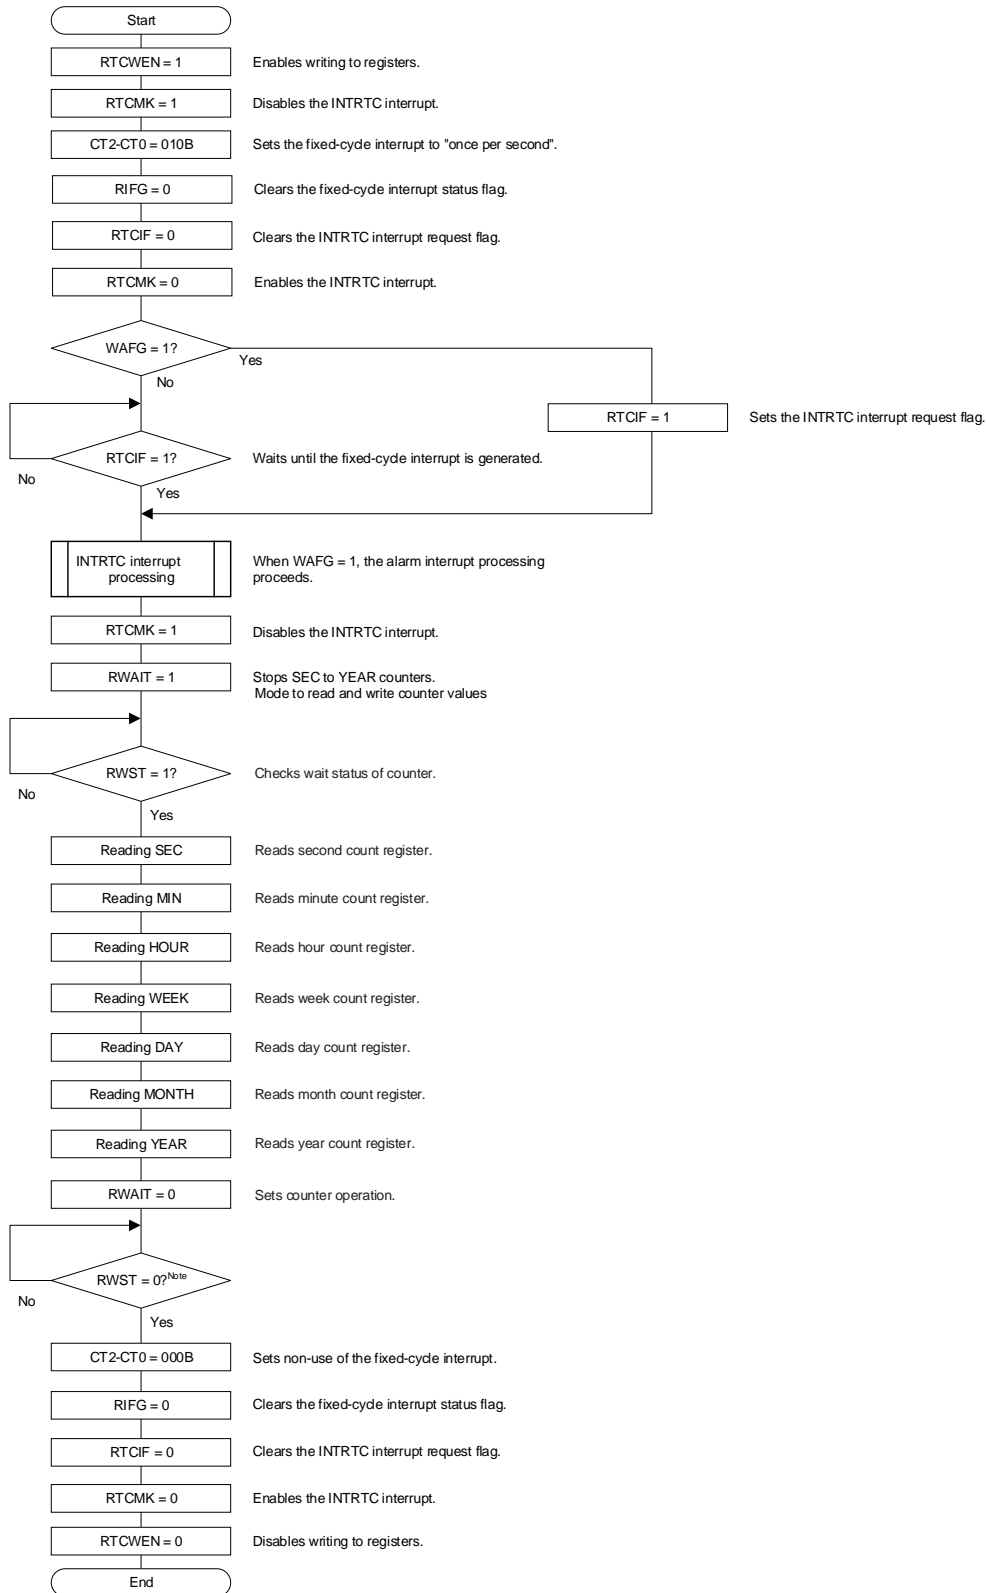 Start
RTCWEN = 1
Enables writing to registers.
RTCMK = 1
Disables the INTRTC interrupt.
CT2-CT0 = 010B
Sets the fixed-cycle interrupt to "once per second".
RIFG = 0
Clears the fixed-cycle interrupt status flag.
RTCIF = 0
Clears the INTRTC interrupt request flag.
RTCMK = 0
Enables the INTRTC interrupt.
WAFG = 1?
Yes
No
RTCIF = 1
Sets the INTRTC interrupt request flag.
RTCIF = 1?
Waits until the fixed-cycle interrupt is generated.
No
Yes
INTRTC interrupt
processing
When WAFG = 1, the alarm interrupt processing
proceeds.
RTCMK = 1
Disables the INTRTC interrupt.
RWAIT = 1
Stops SEC to YEAR counters.
Mode to read and write counter values
RWST = 1?
Checks wait status of counter.
No
Yes
Reading SEC
Reads second count register.
Reading MIN
Reads minute count register.
Reading HOUR
Reads hour count register.
Reading WEEK
Reads week count register.
Reading DAY
Reads day count register.
Reading MONTH
Reads month count register.
Reading YEAR
Reads year count register.
RWAIT = 0
Sets counter operation.
RWST = 0?Note
No
Yes
CT2-CT0 = 000B
Sets non-use of the fixed-cycle interrupt.
RIFG = 0
Clears the fixed-cycle interrupt status flag.
RTCIF = 0
Clears the INTRTC interrupt request flag.
RTCMK = 0
Enables the INTRTC interrupt.
RTCWEN = 0
Disables writing to registers.
End